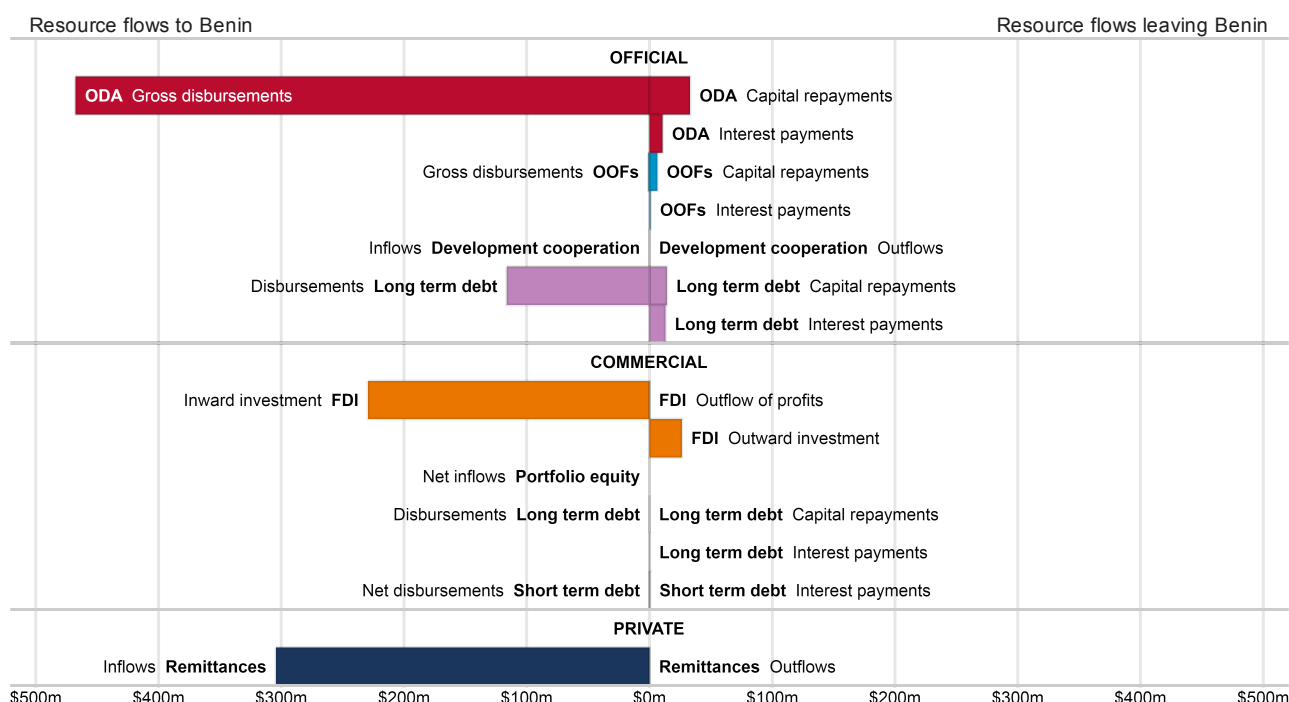 Resource flows to Benin Resource flows leaving Benin
OFFICIAL
ODA Gross disbursements ODA Capital repayments
ODA Interest payments
Gross disbursements OOFs OOFs Capital repayments
OOFs Interest payments
Inflows Development cooperation Development cooperation Outflows
Disbursements Long term debt Long term debt Capital repayments
Long term debt Interest payments
COMMERCIAL
Inward investment FDI FDI Outflow of profits
FDI Outward investment
Net inflows Portfolio equity
Disbursements Long term debt Long term debt Capital repayments
Long term debt Interest payments
Net disbursements Short term debt Short term debt Interest payments
PRIVATE
Inflows Remittances Remittances Outflows
$500m $400m $300m $200m $100m $0m $100m $200m $300m $400m $500m